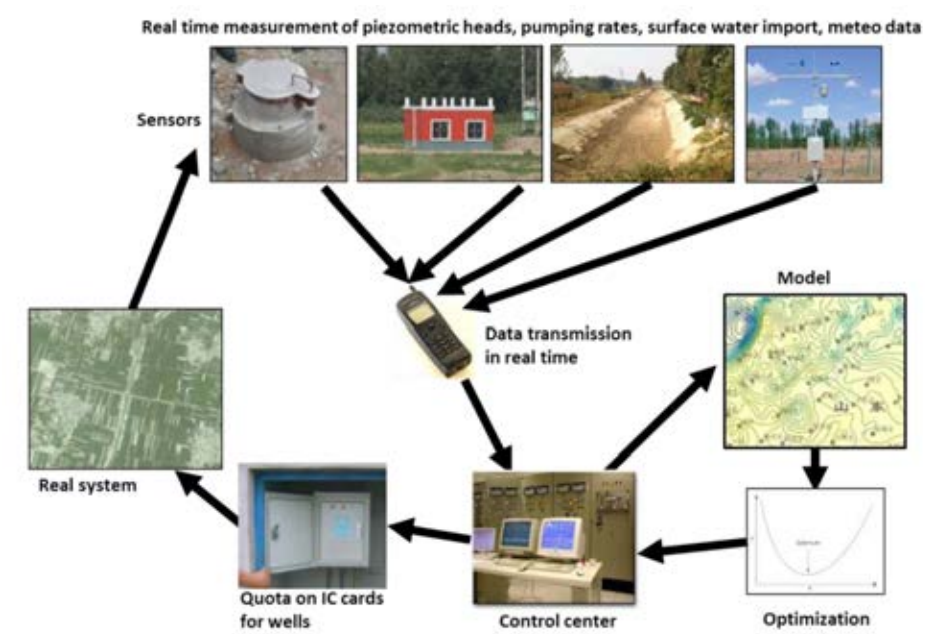 Real time measurement of piezometric heads, pumping rates, surface water import, meteo data
Sensors
Model
Data transmission
in real time
Real system
Quota on IC cards
for wells
Control center
Optimization